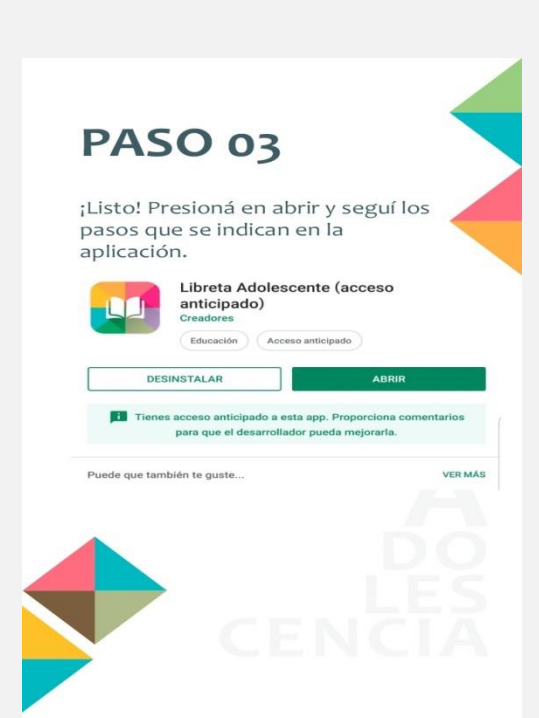 PASO 03
¡Listo! Presioná en abrir y seguí los
pasos que se indican en la
aplicación.
Libreta Adolescente (acceso
anticipado)
Creadores
Educación
Acceso anticipado
DESINSTALAR
ABRIR
Tienes acceso anticipado a esta app. Proporciona comentarios
para que el desarrollador pueda mejorarla.
Puede que también te guste...
VER MÁS
A
DO
LES
CENCIA